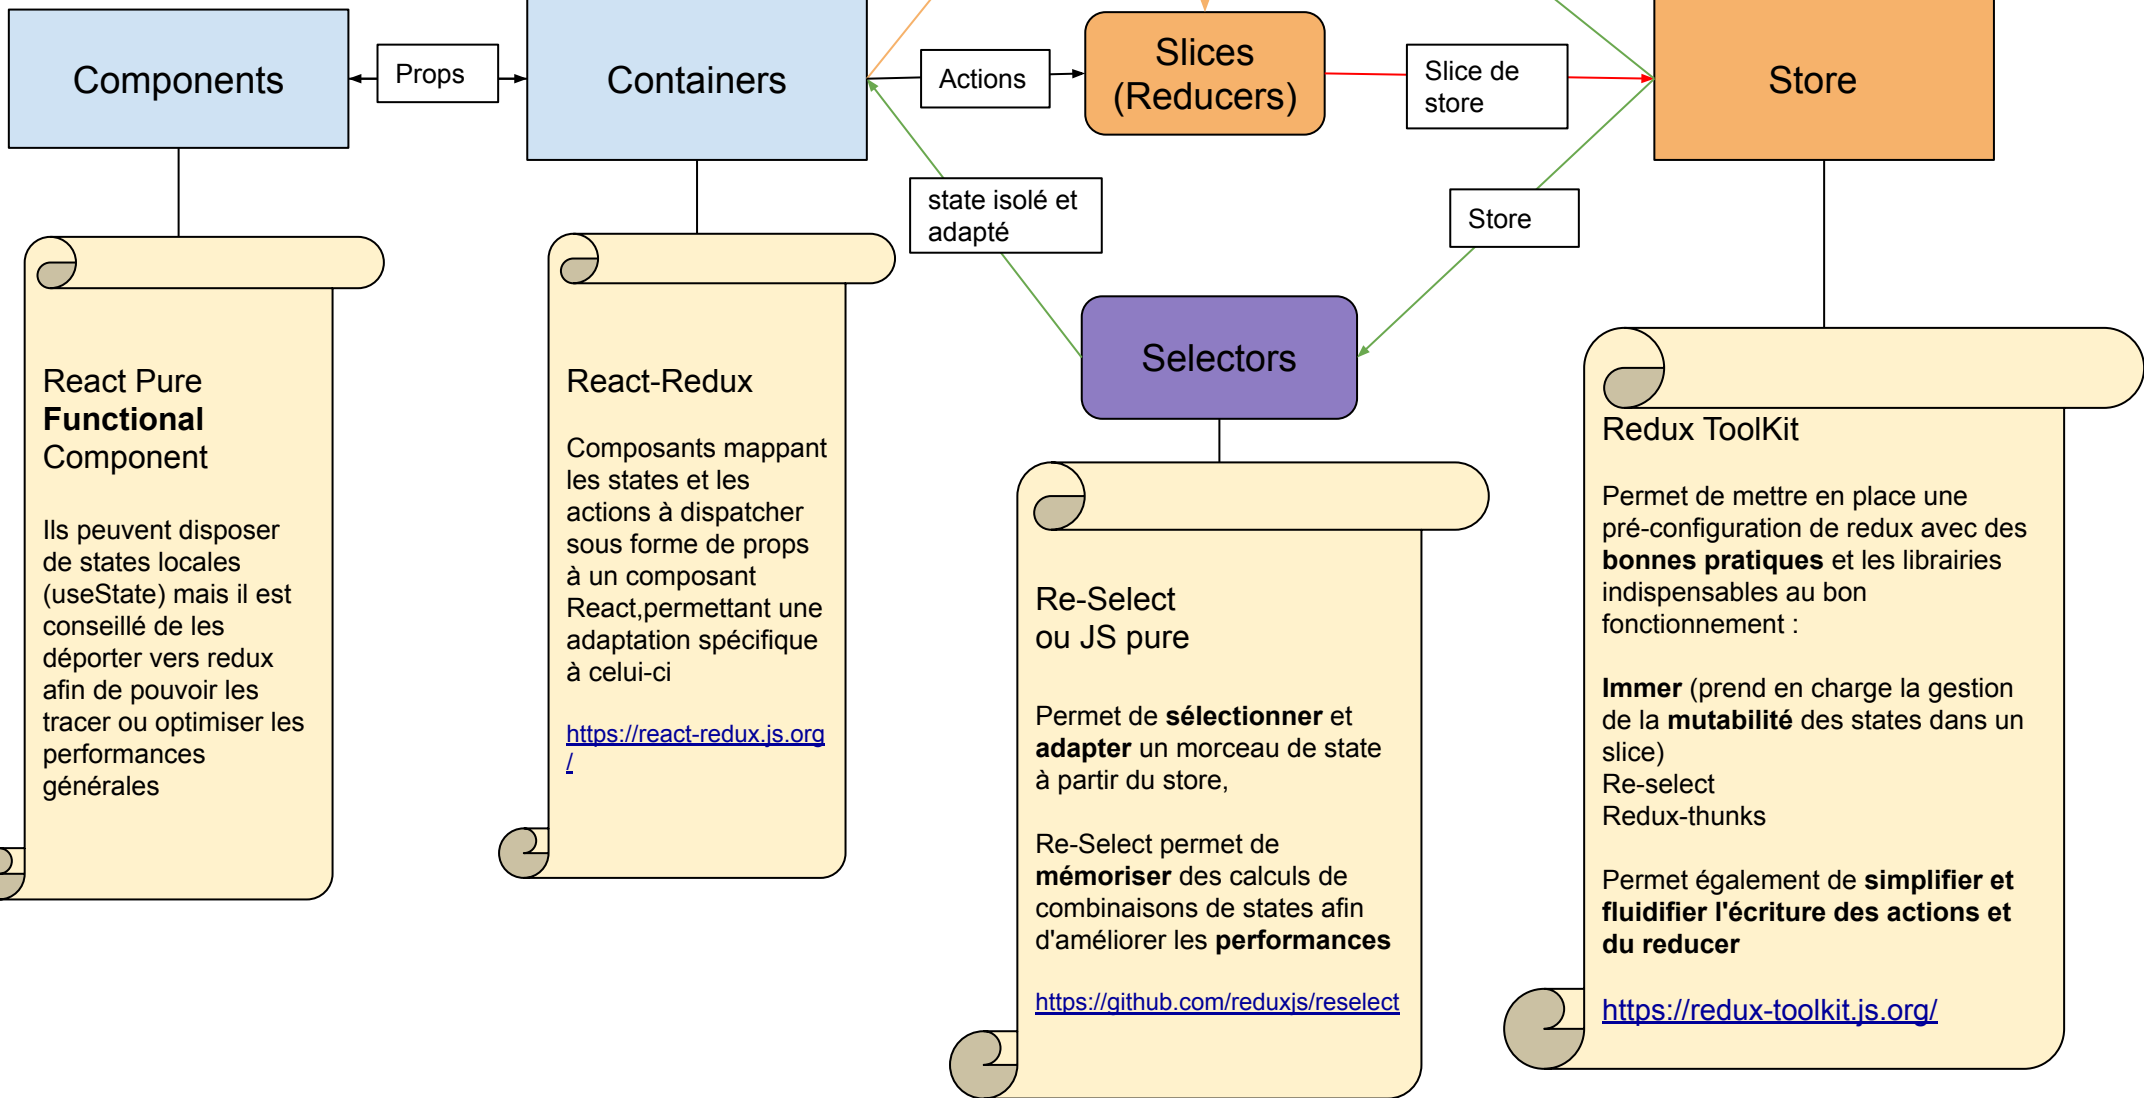 Components
Props
Containers
Actions
Slices
(Reducers)
Slice de
store
Store
state isolé et
adapté
Store
Selectors
React Pure
Functional
Component
Ils peuvent disposer
de states locales
(useState) mais il est
conseillé de les
déporter vers redux
afin de pouvoir les
tracer ou optimiser les
performances
générales
React-Redux
Composants mappant
les states et les
actions à dispatcher
sous forme de props
à un composant
React,permettant une
adaptation spécifique
à celui-ci
https://react-redux.js.org
/
Re-Select
ou JS pure
Permet de sélectionner et
adapter un morceau de state
à partir du store,
Re-Select permet de
mémoriser des calculs de
combinaisons de states afin
d'améliorer les performances
https://github.com/reduxjs/reselect
Redux ToolKit
Permet de mettre en place une
pré-configuration de redux avec des
bonnes pratiques et les librairies
indispensables au bon
fonctionnement :
Immer (prend en charge la gestion
de la mutabilité des states dans un
slice)
Re-select
Redux-thunks
Permet également de simplifier et
fluidifier l'écriture des actions et
du reducer
https://redux-toolkit.js.org/